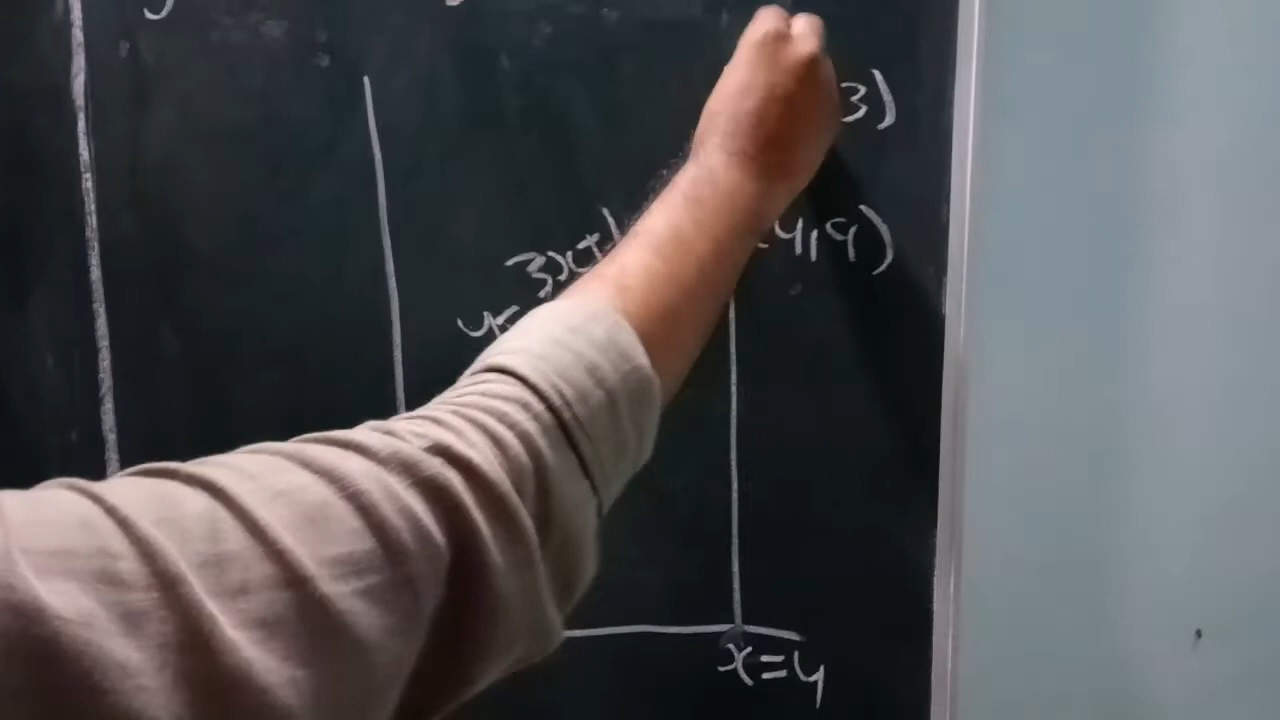 3)
4,9)
y=
3x+1
x=4